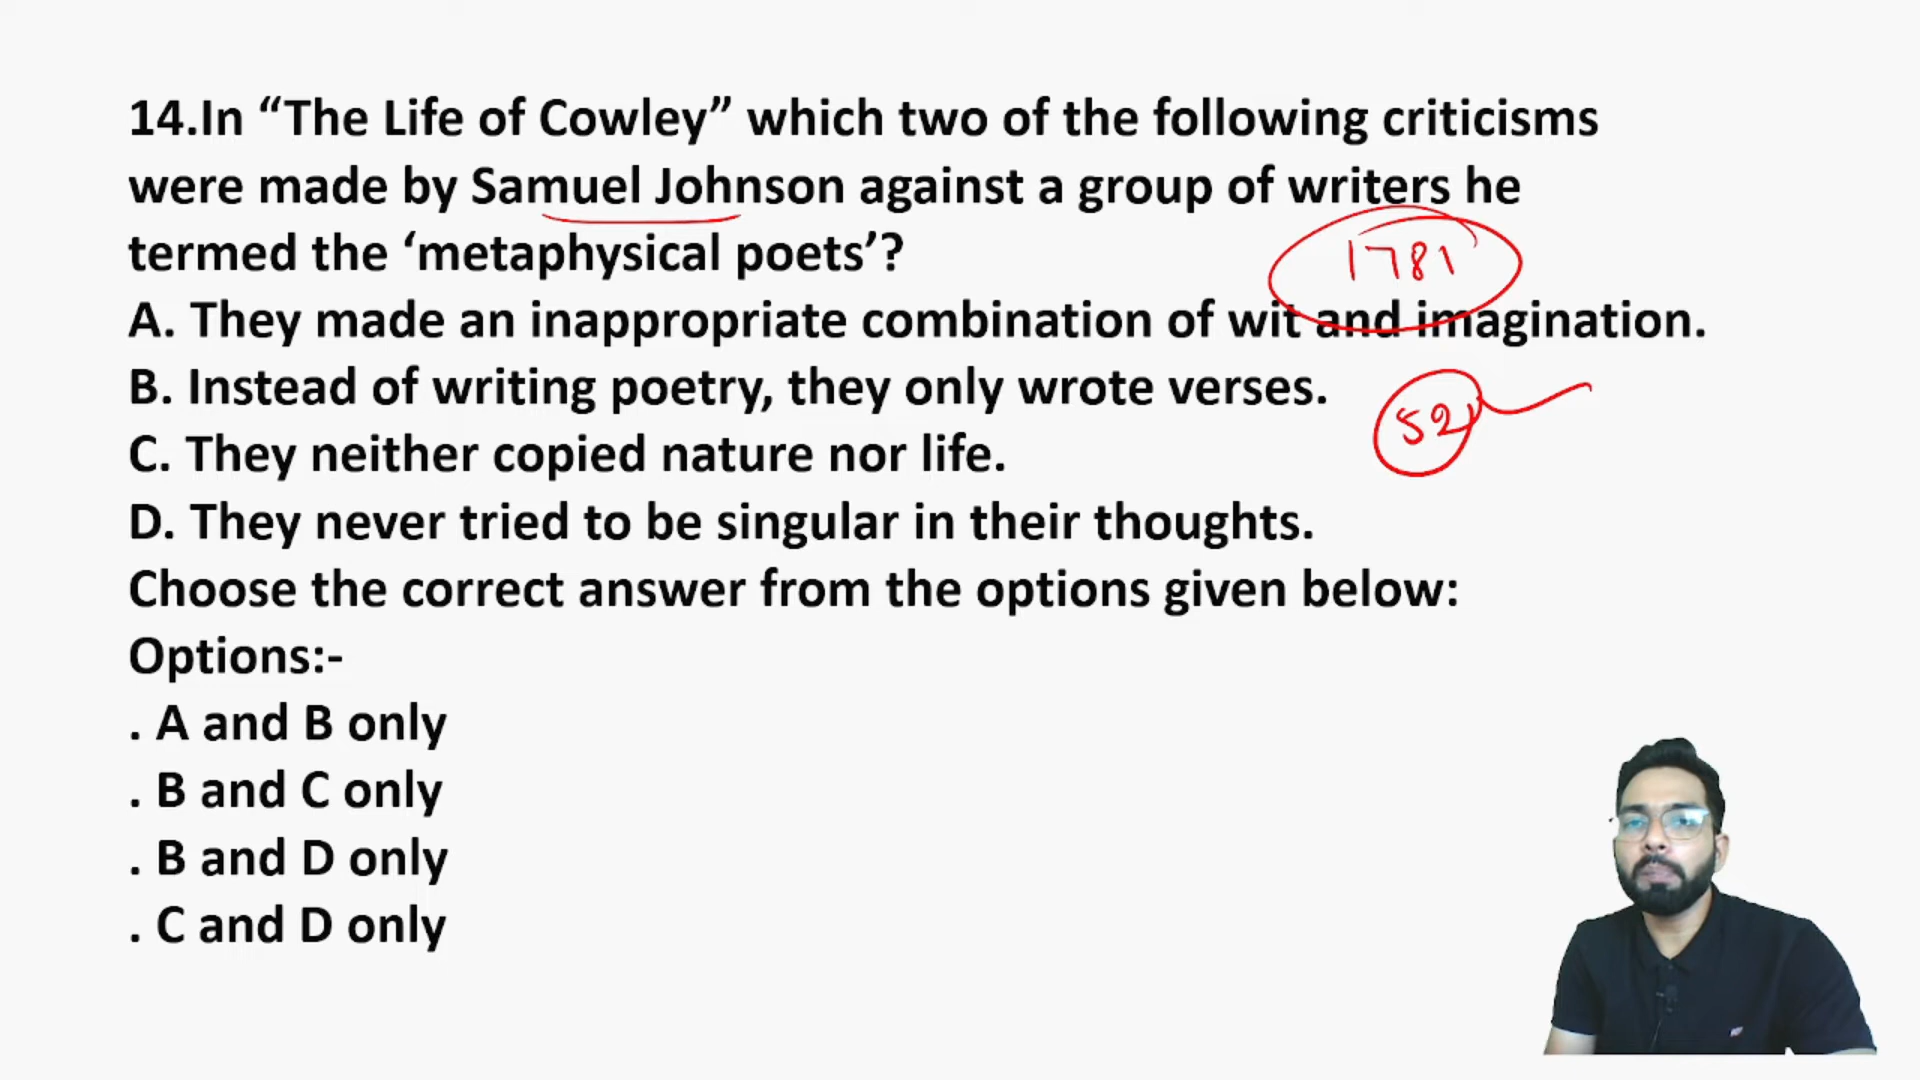 14.In “The Life of Cowley” which two of the following criticisms
were made by Samuel Johnson against a group of writers he
termed the ‘metaphysical poets’?
1781
A. They made an inappropriate combination of wit and imagination.
B. Instead of writing poetry, they only wrote verses.
52
C. They neither copied nature nor life.
D. They never tried to be singular in their thoughts.
Choose the correct answer from the options given below:
Options:-
. A and B only
. B and C only
. B and D only
. C and D only